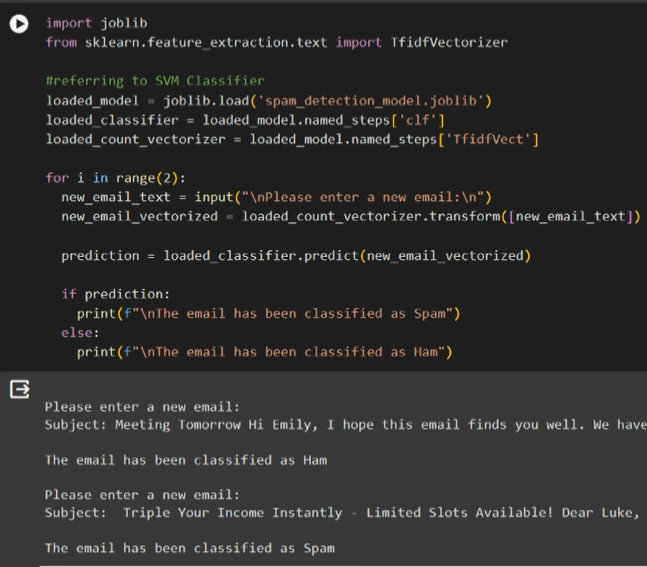 import joblib
from sklearn.feature_extraction.text import TfidfVectorizer
#referring to SVM Classifier
loaded_model = joblib.load('spam_detection_model.joblib')
loaded_classifier = loaded_model.named_steps['clf']
loaded_count_vectorizer = loaded_model.named_steps['TfidfVect']
for i in range(2):
  new_email_text = input("\nPlease enter a new email:\n")
  new_email_vectorized = loaded_count_vectorizer.transform([new_email_text])
  prediction = loaded_classifier.predict(new_email_vectorized)
  if prediction:
    print(f"\nThe email has been classified as Spam")
  else:
    print(f"\nThe email has been classified as Ham")
Please enter a new email:
Subject: Meeting Tomorrow Hi Emily, I hope this email finds you well. We have
The email has been classified as Ham
Please enter a new email:
Subject:  Triple Your Income Instantly - Limited Slots Available! Dear Luke,
The email has been classified as Spam